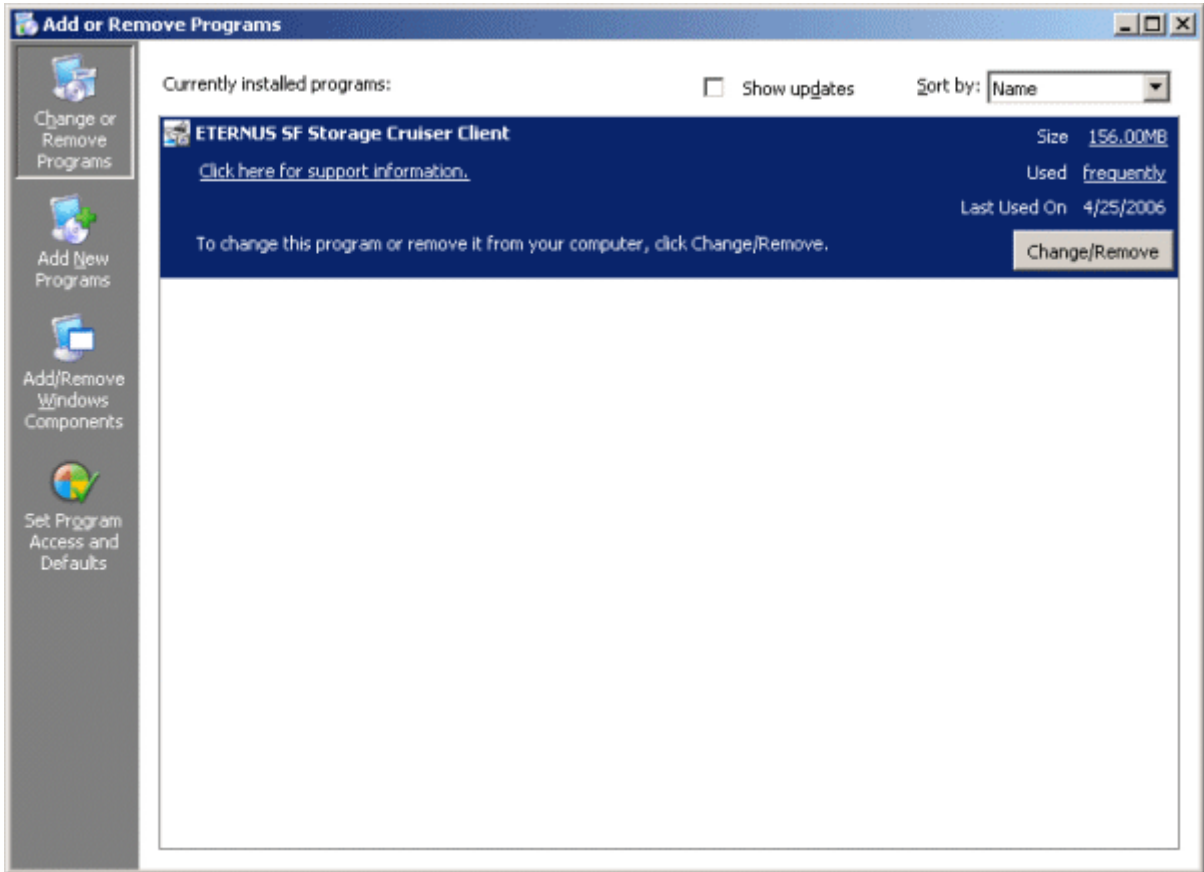 Add or Remove Programs
Change or
Remove
Programs
Add New
Programs
Add/Remove
Windows
Components
Set Program
Access and
Defaults
Currently installed programs:
Show updates
Sort by: Name
ETERNUS SF Storage Cruiser Client
Size 156.00MB
Click here for support information.
Used frequently
Last Used On 4/25/2006
To change this program or remove it from your computer, click Change/Remove.
Change/Remove